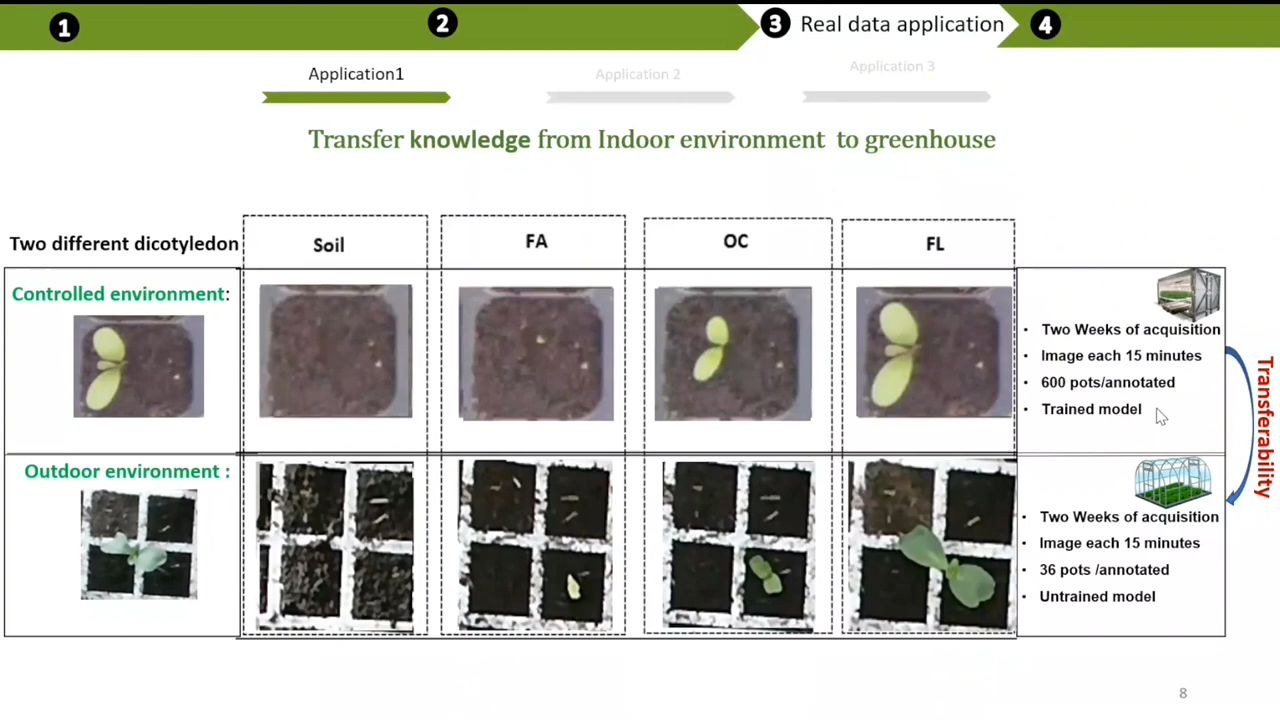 1
2
3 Real data application
4
Application1
Application 2
Application 3
Transfer knowledge from Indoor environment to greenhouse
Two different dicotyledon
Soil
FA
OC
FL
Controlled environment:
• Two Weeks of acquisition
• Image each 15 minutes
• 600 pots/annotated
• Trained model
Transferability
Outdoor environment :
• Two Weeks of acquisition
• Image each 15 minutes
• 36 pots /annotated
• Untrained model
8